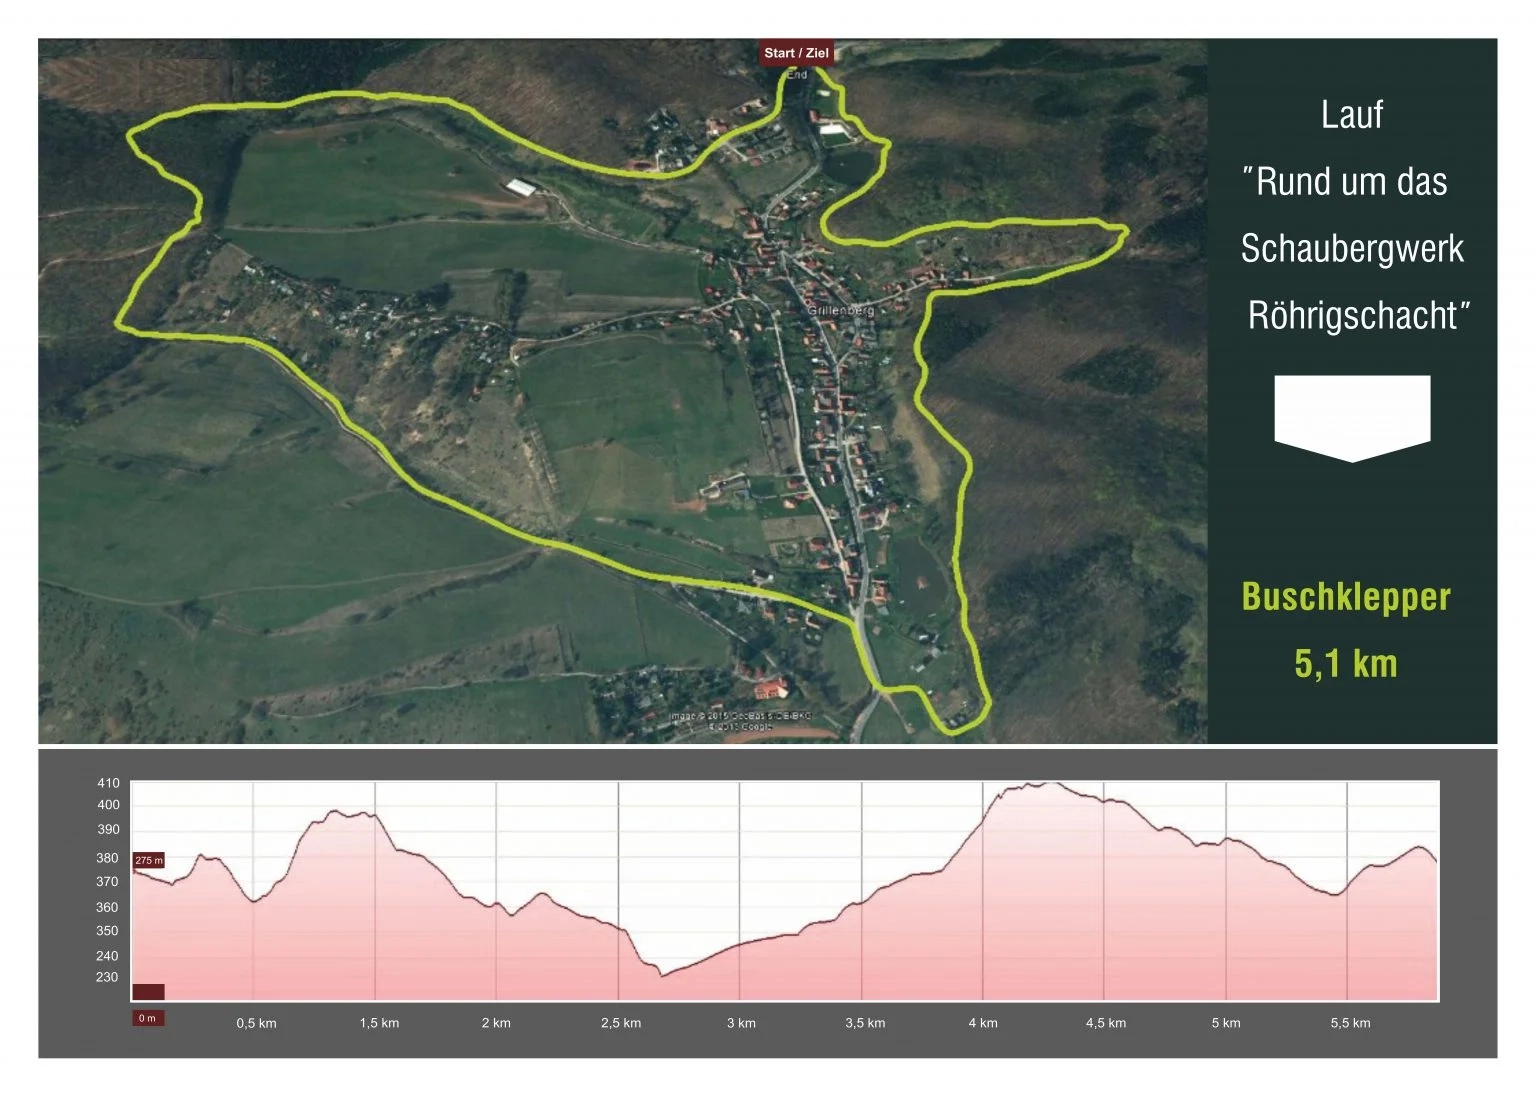 Start / Ziel
End
Lauf
"Rund um das
Schaubergwerk
Röhrigschacht"
Grillenberg
Buschklepper
5,1 km
Image © 2015 GeoBasis-DE/BKG
© 2015 Google
410
400
390
380
370
360
350
240
230
275 m
0 m
0,5 km
1,5 km
2 km
2,5 km
3 km
3,5 km
4 km
4,5 km
5 km
5,5 km